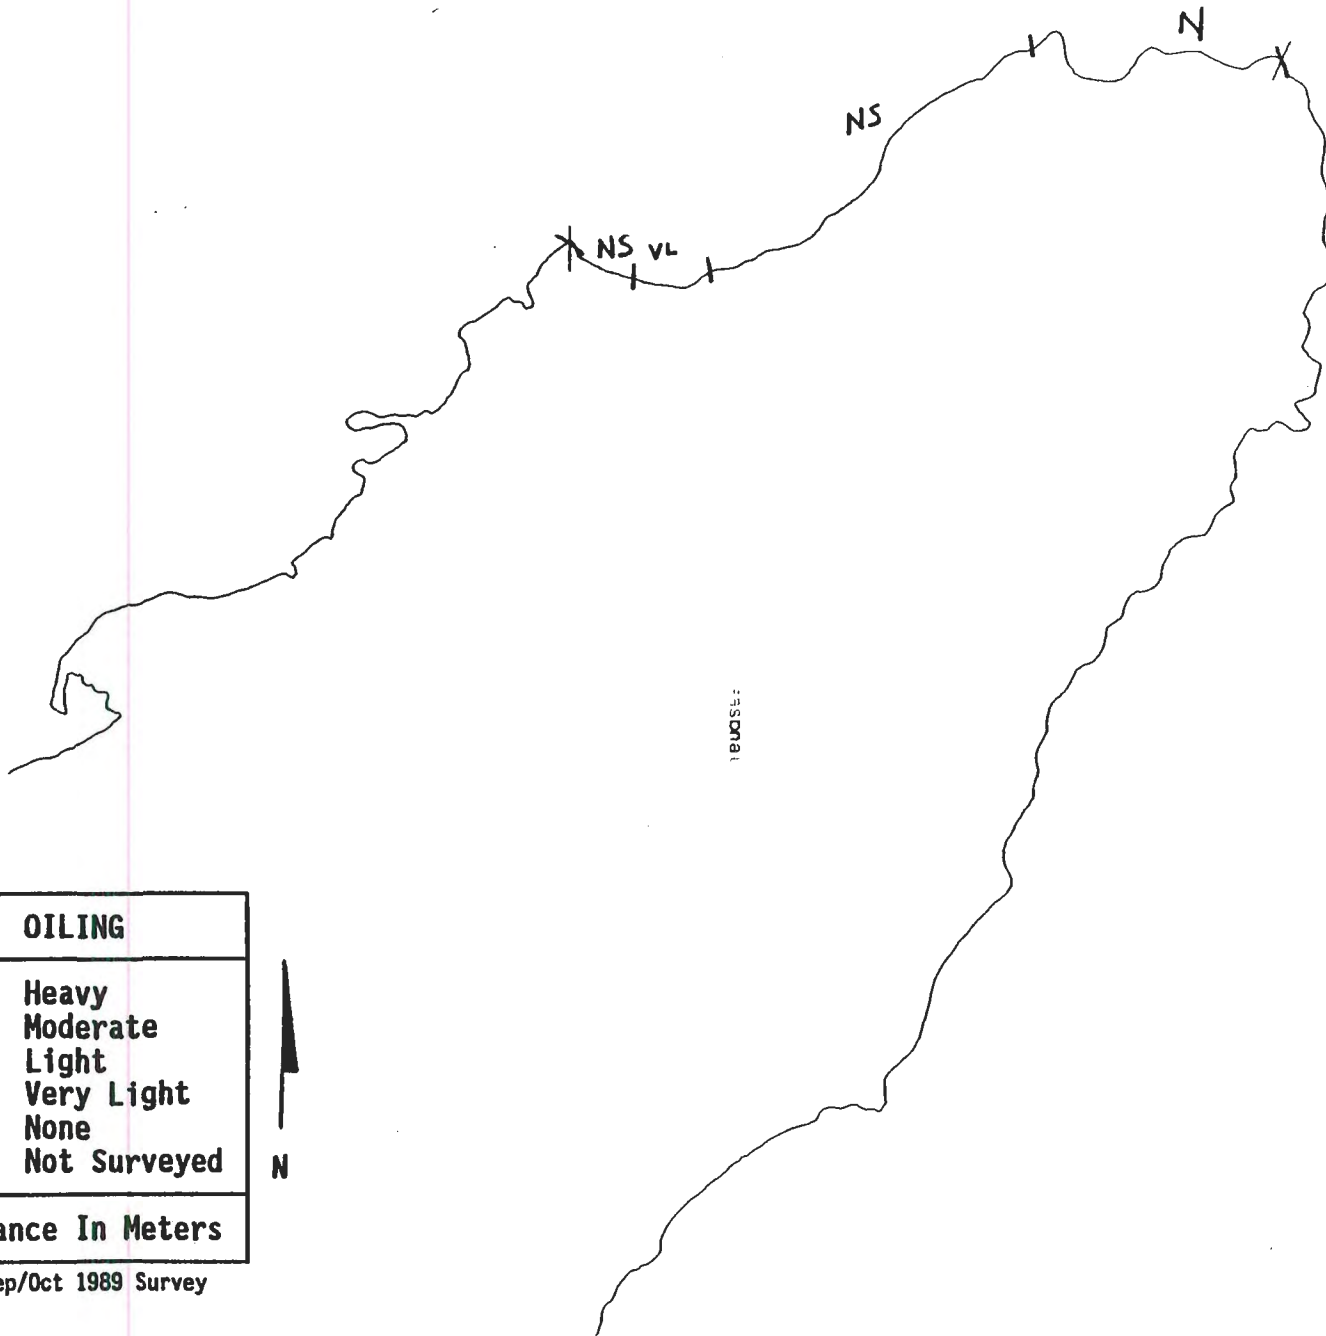 N
NS
NS VL
OILING
Heavy
Moderate
Light
Very Light
None
Not Surveyed
ance In Meters
ep/Oct 1989 Survey
N